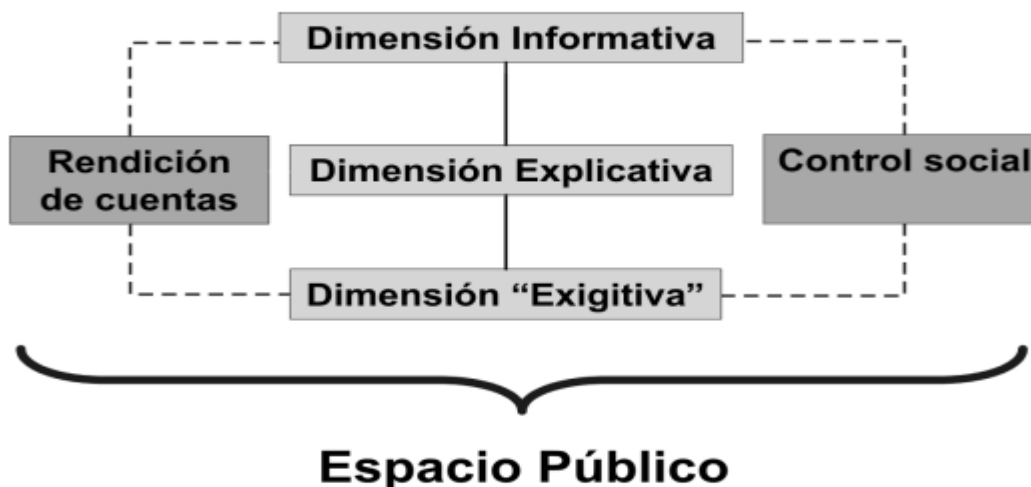 Dimensión Informativa
Rendición
de cuentas
Dimensión Explicativa
Control social
Dimensión “Exigitiva”
Espacio Público